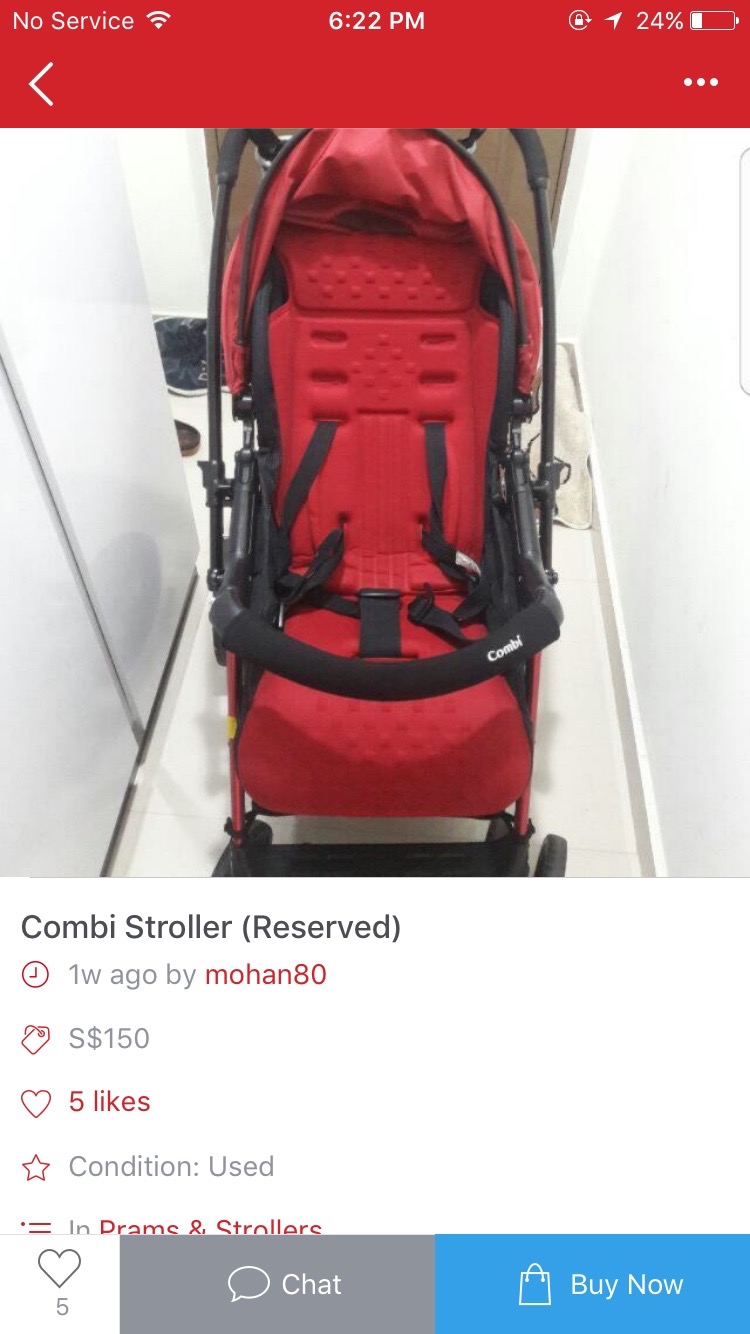 No Service 6:22 PM 24%
Combi
Combi Stroller (Reserved)
1w ago by mohan80
S$150
5 likes
Condition: Used
In Prams & Strollers
5 Chat Buy Now